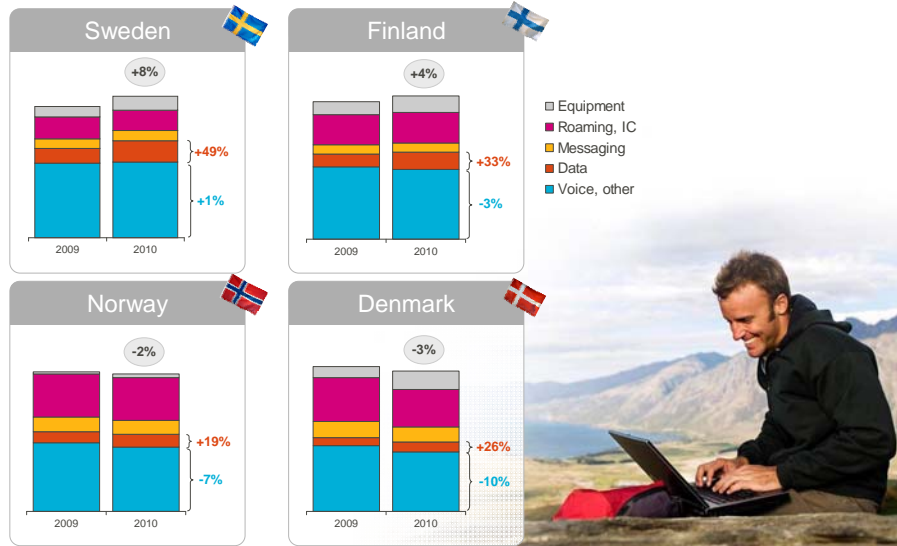 Sweden
+8%
+49%
+1%
2009 2010
Finland
+4%
+33%
-3%
2009 2010
Equipment
Roaming, IC
Messaging
Data
Voice, other
Norway
-2%
+19%
-7%
2009 2010
Denmark
-3%
+26%
-10%
2009 2010